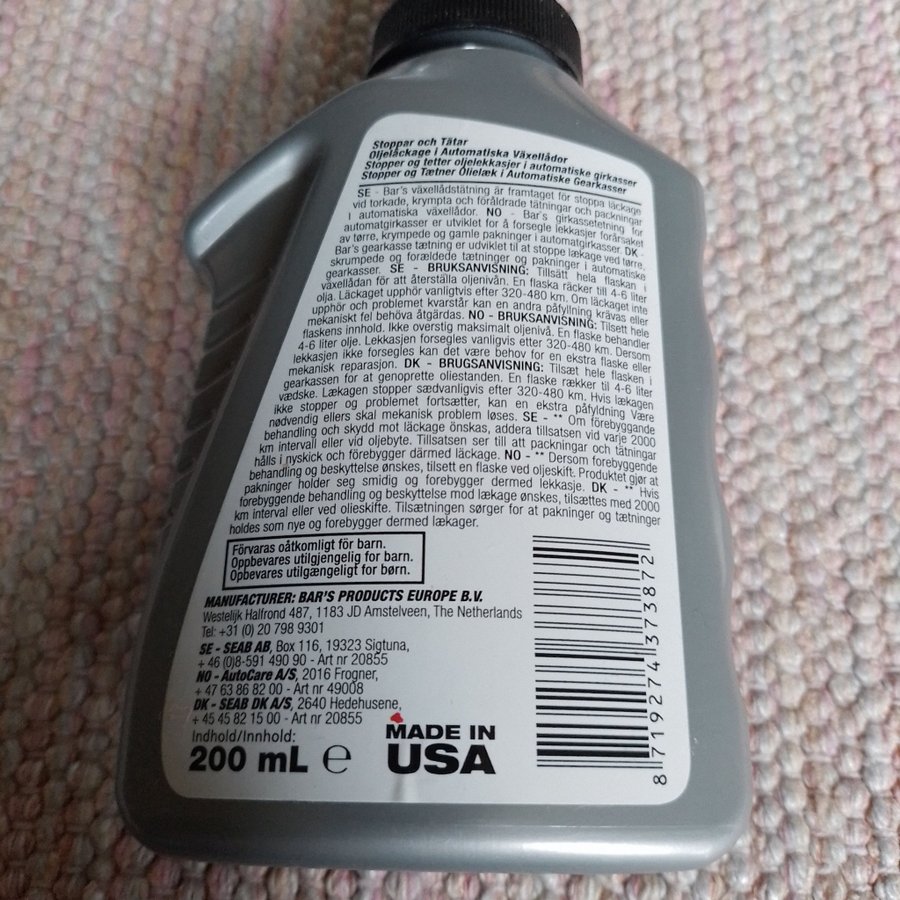 Stoppar och Tätar
Oljeläckage i Automatiska Växellådor
Stopper og tetter oljelekkasjer i automatiske girkasser
Stopper og Tætner Olielæk i Automatiske Gearkasser
SE - Bar's växellådstätning är framtaget för stoppa läckage
vid torkade, krympta och föråldrade tätningar och packningar
i automatiska växellådor. NO - Bar's girkassetetning for
automatgirkasser er utviklet for å forsegle lekkasjer forårsaket
av tørre, krympede og gamle pakninger i automatgirkasser. DK -
Bar's gearkasse tætning er udviklet til at stoppe lækage ved tørre,
skrumpede og forældede tætninger og pakninger i automatiske
gearkasser. SE - BRUKSANVISNING: Tillsätt hela flaskan i
växellådan för att återställa oljenivån. En flaska räcker till 4-6 liter
olja. Läckaget upphör vanligtvis efter 320-480 km. Om läckaget inte
upphör och problemet kvarstår kan en andra påfyllning krävas eller
mekaniskt fel behöva åtgärdas. NO - BRUKSANVISNING: Tilsett hele
flaskens innhold. Ikke overstig maksimalt oljenivå. En flaske behandler
4-6 liter olje. Lekkasjen forsegles vanligvis etter 320-480 km. Dersom
lekkasjen ikke forsegles kan det være behov for en ekstra flaske eller
mekanisk reparasjon. DK - BRUGSANVISNING: Tilsæt hele flasken i
gearkassen for at genoprette oliestanden. En flaske rækker til 4-6 liter
vædske. Lækagen stopper sædvanligvis efter 320-480 km. Hvis lækagen
ikke stopper og problemet fortsætter, kan en ekstra påfyldning Være
nødvendig ellers skal mekanisk problem løses. SE - ** Om förebyggande
behandling och skydd mot läckage önskas, addera tillsatsen vid varje 2000
km intervall eller vid oljebyte. Tillsatsen ser till att packningar och tätningar
hålls i nyskick och förebygger därmed läckage. NO - ** Dersom forebyggende
behandling og beskyttelse ønskes, tilsett en flaske ved oljeskift. Produktet gjør at
pakninger holder seg smidig og forebygger dermed lekkasje. DK - ** Hvis
forebyggende behandling og beskyttelse mod lækage ønskes, tilsættes med 2000
km interval eller ved olieskifte. Tilsætningen sørger for at pakninger og tætninger
holdes som nye og forebygger dermed lækager.
Förvaras oåtkomligt för barn.
Oppbevares utilgjengelig for barn.
Opbevares utilgængeligt for børn.
MANUFACTURER: BAR'S PRODUCTS EUROPE B.V.
Westelijk Halfrond 487, 1183 JD Amstelveen, The Netherlands
Tel: +31 (0) 20 798 9301
SE - SEAB AB, Box 116, 19323 Sigtuna,
+ 46 (0)8-591 490 90 - Art nr 20855
NO - AutoCare A/S, 2016 Frogner,
+ 47 63 86 82 00 - Art nr 49008
DK - SEAB DK A/S, 2640 Hedehusene,
+ 45 45 82 15 00 - Art nr 20855
Indhold/Innhold:
200 mL ℮
MADE IN
USA
8 719274 373872